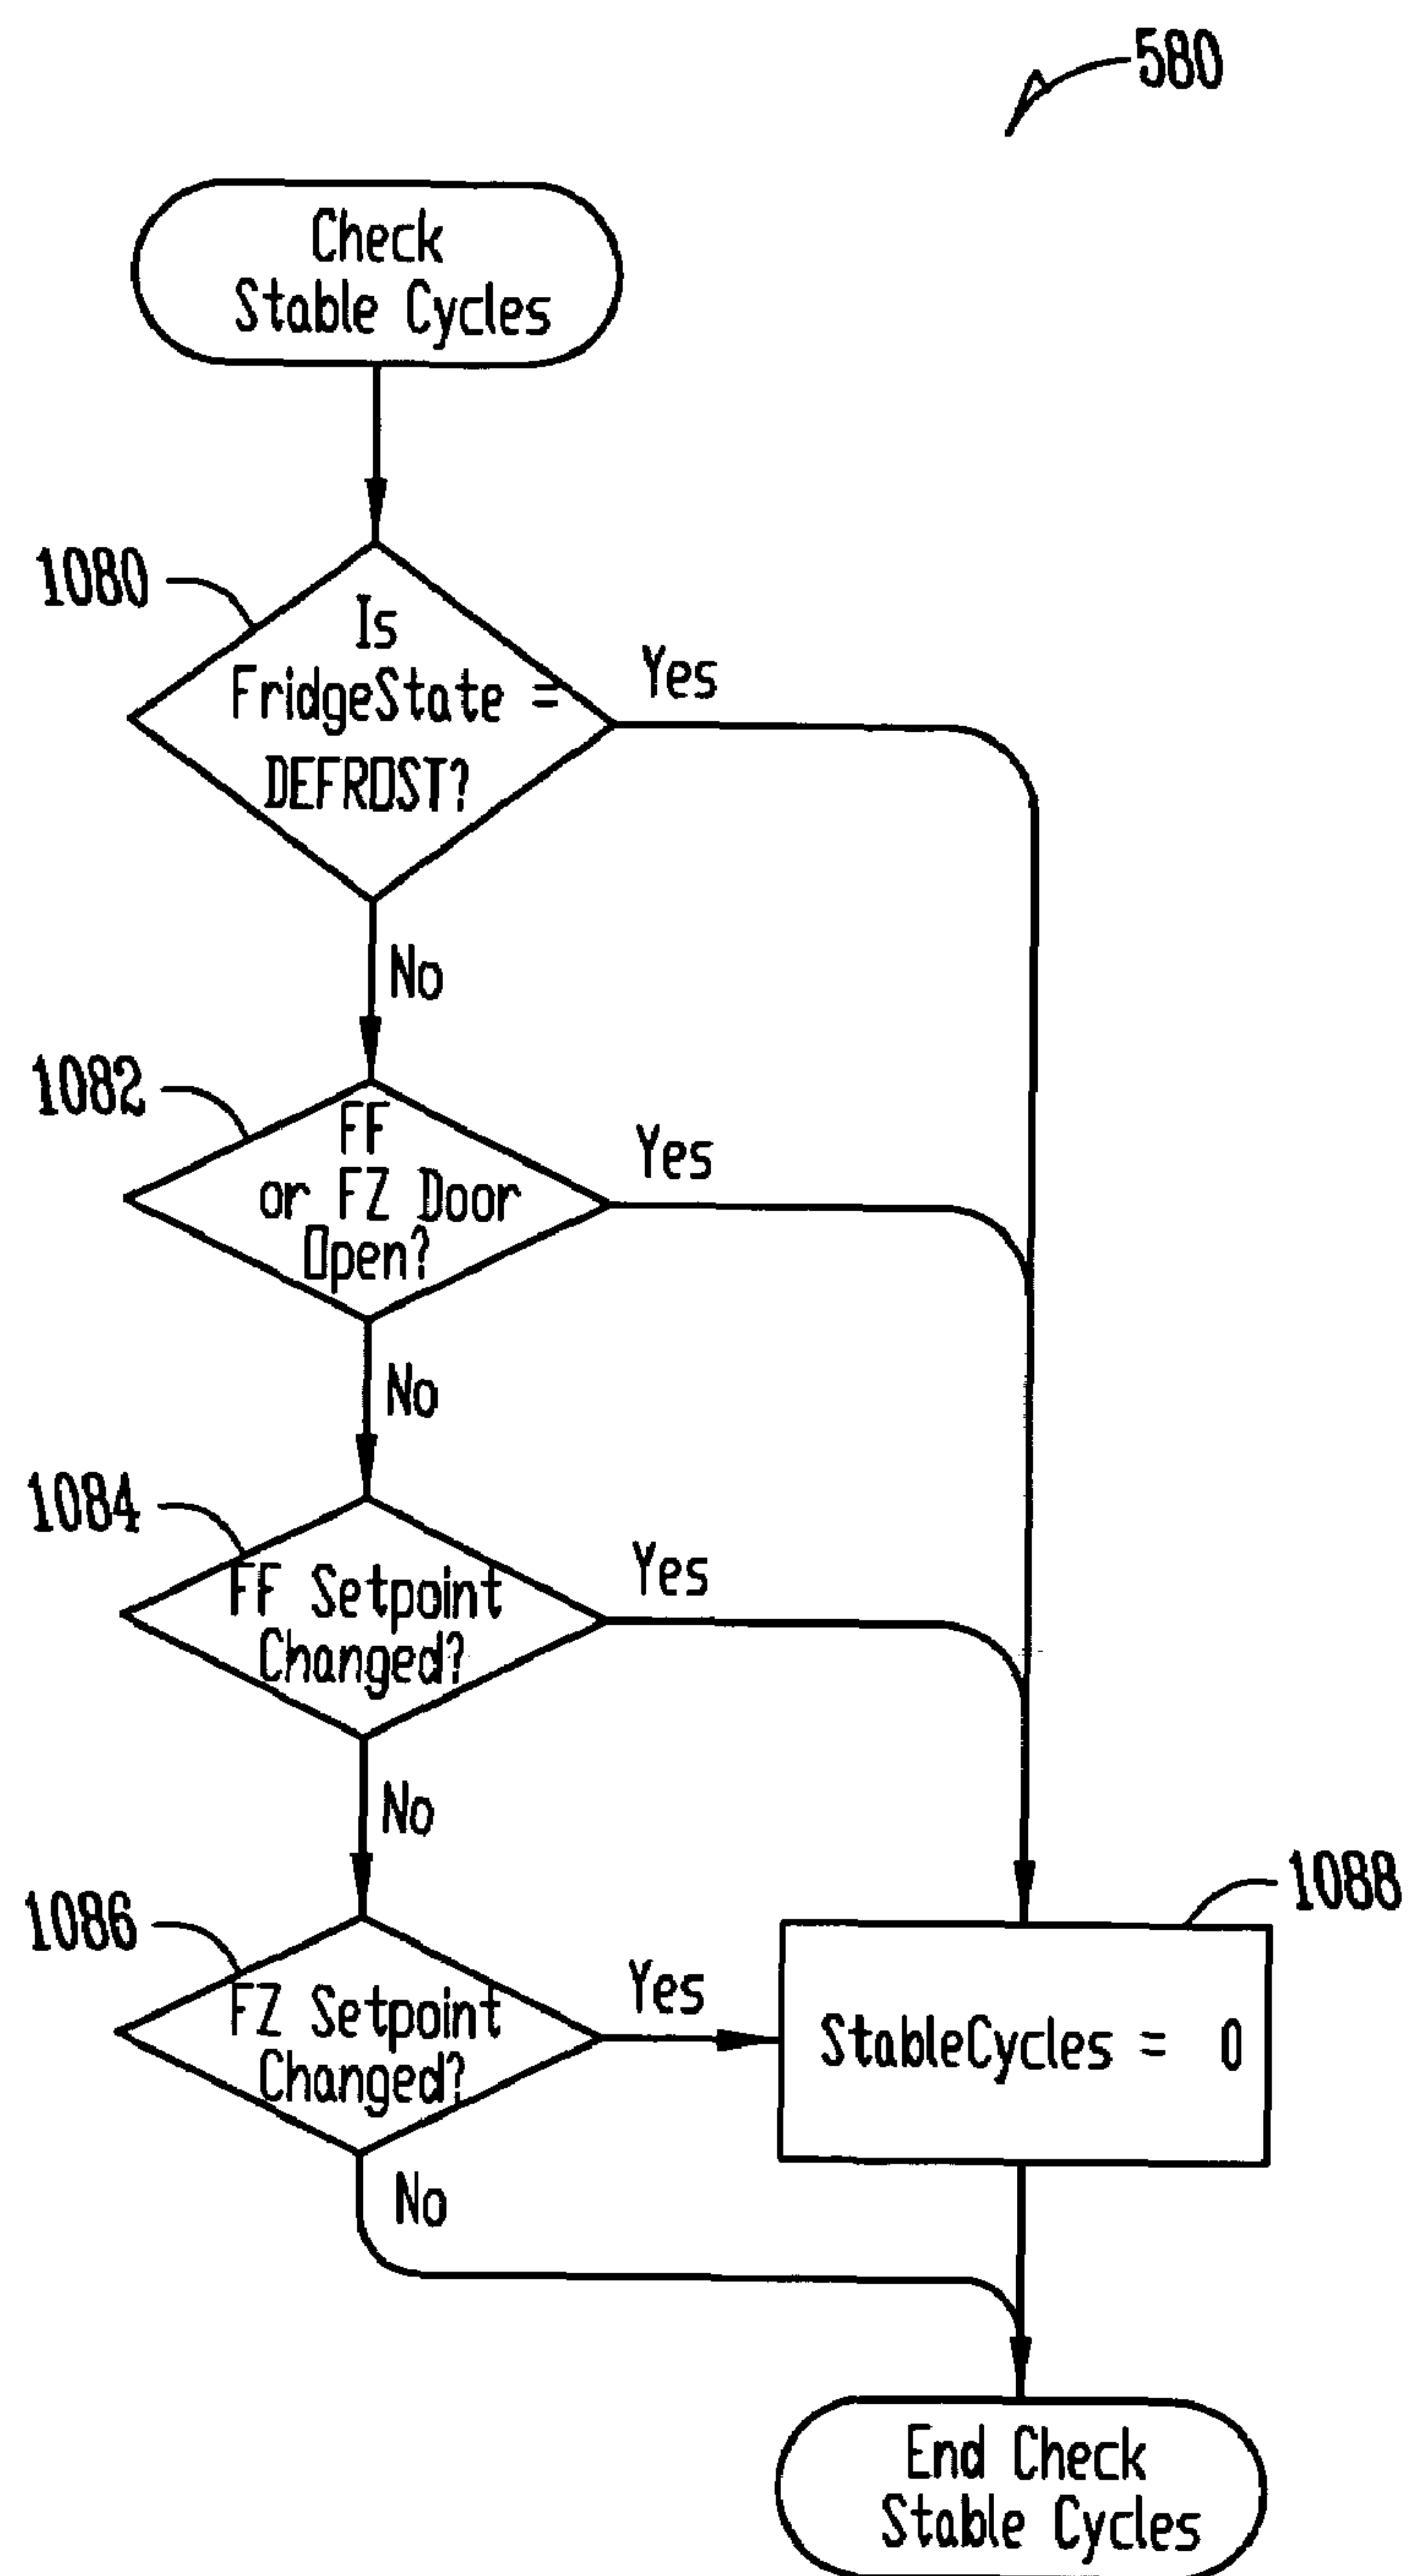 580
Check
Stable Cycles
1080
Is
FridgeState =
DEFROST?
Yes
No
1082
FF
or FZ Door
Open?
Yes
No
1084
FF Setpoint
Changed?
Yes
No
1086
FZ Setpoint
Changed?
Yes
No
1088
StableCycles = 0
End Check
Stable Cycles